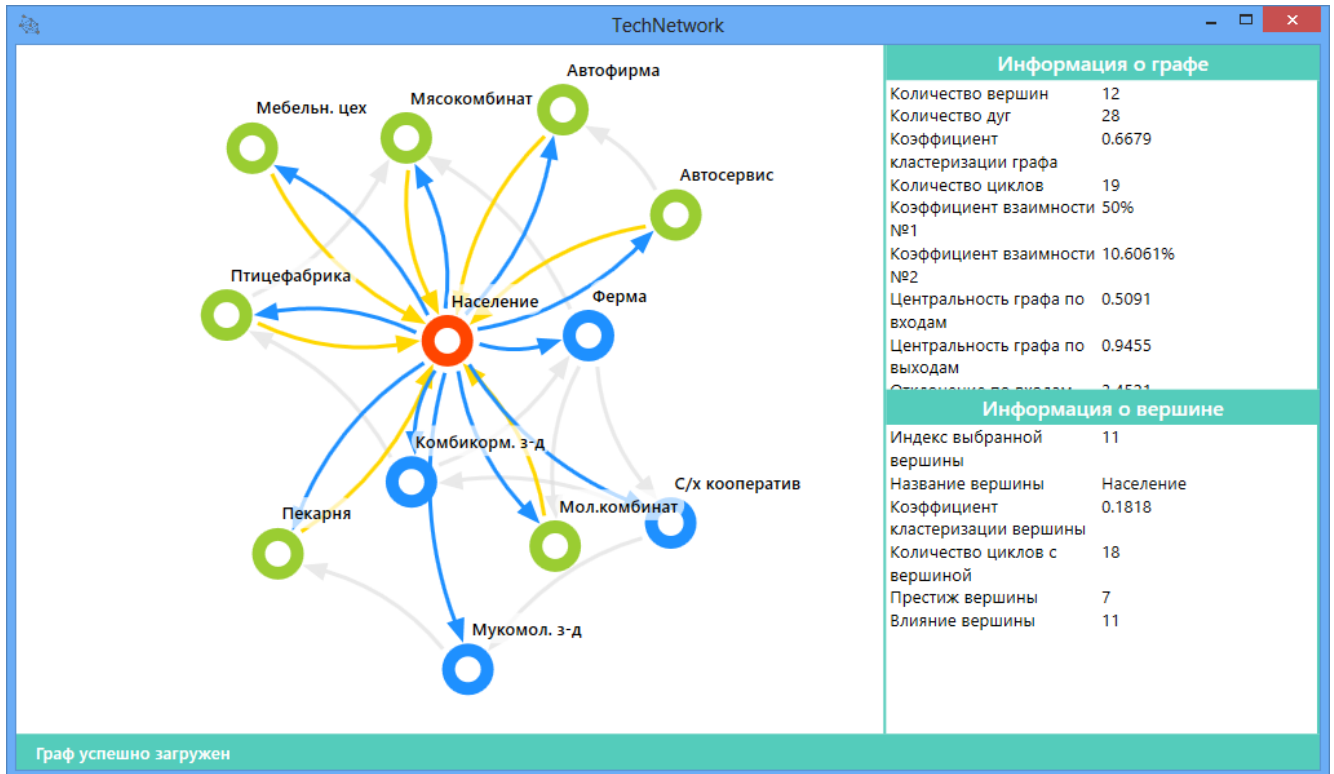 TechNetwork
Автофирма
Мебельн. цех
Мясокомбинат
Автосервис
Птицефабрика
Население
Ферма
Комбикорм. з-д
С/х кооператив
Пекарня
Мол.комбинат
Мукомол. з-д
Информация о графе
Количество вершин 12
Количество дуг 28
Коэффициент 0.6679
кластеризации графа
Количество циклов 19
Коэффициент взаимности 50%
№1
Коэффициент взаимности 10.6061%
№2
Центральность графа по 0.5091
входам
Центральность графа по 0.9455
выходам
Информация о вершине
Индекс выбранной 11
вершины
Название вершины Население
Коэффициент 0.1818
кластеризации вершины
Количество циклов с 18
вершиной
Престиж вершины 7
Влияние вершины 11
Граф успешно загружен